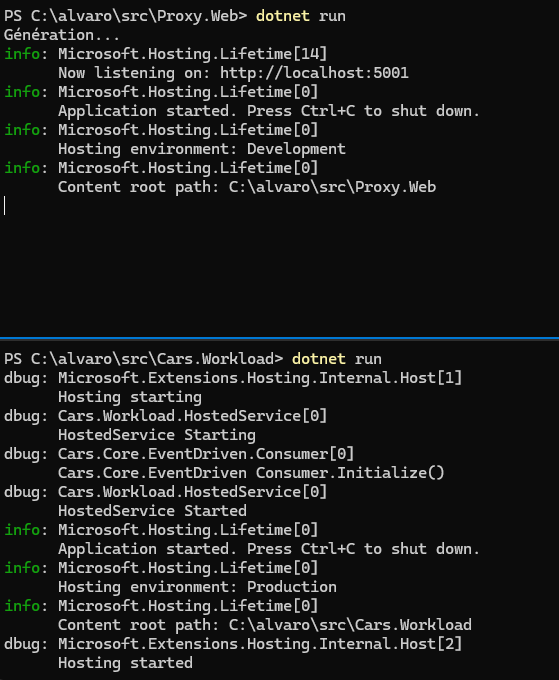 PS C:\alvaro\src\Proxy.Web> dotnet run
Génération...
info: Microsoft.Hosting.Lifetime[14]
      Now listening on: http://localhost:5001
info: Microsoft.Hosting.Lifetime[0]
      Application started. Press Ctrl+C to shut down.
info: Microsoft.Hosting.Lifetime[0]
      Hosting environment: Development
info: Microsoft.Hosting.Lifetime[0]
      Content root path: C:\alvaro\src\Proxy.Web
PS C:\alvaro\src\Cars.Workload> dotnet run
dbug: Microsoft.Extensions.Hosting.Internal.Host[1]
      Hosting starting
dbug: Cars.Workload.HostedService[0]
      HostedService Starting
dbug: Cars.Core.EventDriven.Consumer[0]
      Cars.Core.EventDriven Consumer.Initialize()
dbug: Cars.Workload.HostedService[0]
      HostedService Started
info: Microsoft.Hosting.Lifetime[0]
      Application started. Press Ctrl+C to shut down.
info: Microsoft.Hosting.Lifetime[0]
      Hosting environment: Production
info: Microsoft.Hosting.Lifetime[0]
      Content root path: C:\alvaro\src\Cars.Workload
dbug: Microsoft.Extensions.Hosting.Internal.Host[2]
      Hosting started